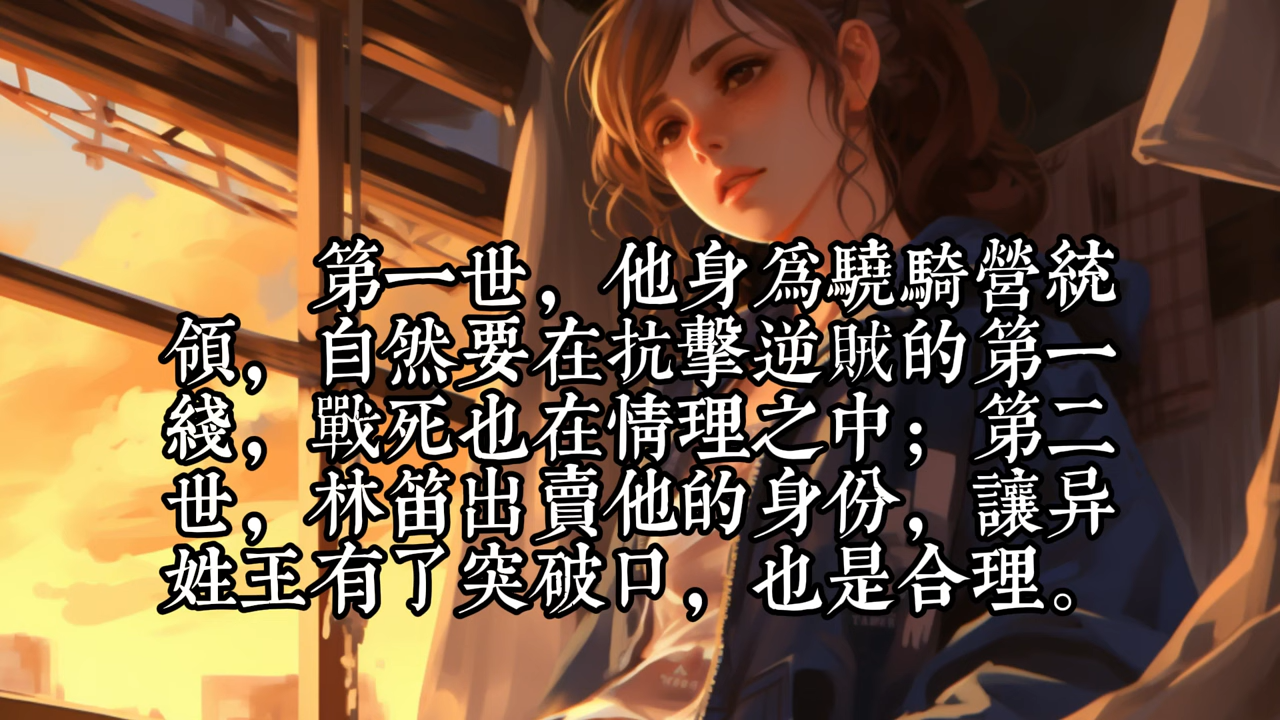 第一世，他身爲驍騎營統
領，自然要在抗擊逆賊的第一
綫，戰死也在情理之中；第二
世，林笛出賣他的身份，讓异
姓王有了突破口，也是合理。